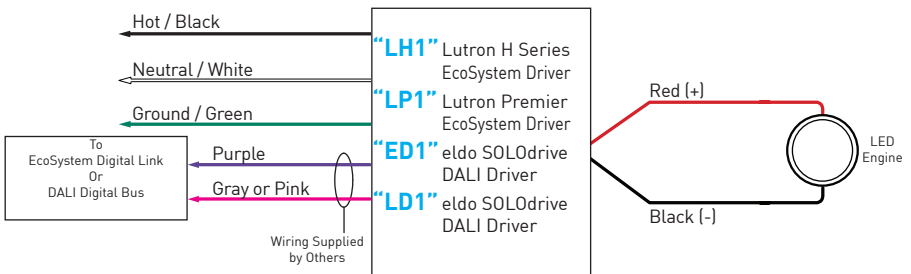 Hot / Black
Neutral / White
Ground / Green
To
EcoSystem Digital Link
Or
DALI Digital Bus
Purple
Gray or Pink
Wiring Supplied
by Others
“LH1” Lutron H Series
EcoSystem Driver
“LP1” Lutron Premier
EcoSystem Driver
“ED1” eldo SOLOdrive
DALI Driver
“LD1” eldo SOLOdrive
DALI Driver
Red (+)
Black (-)
LED
Engine